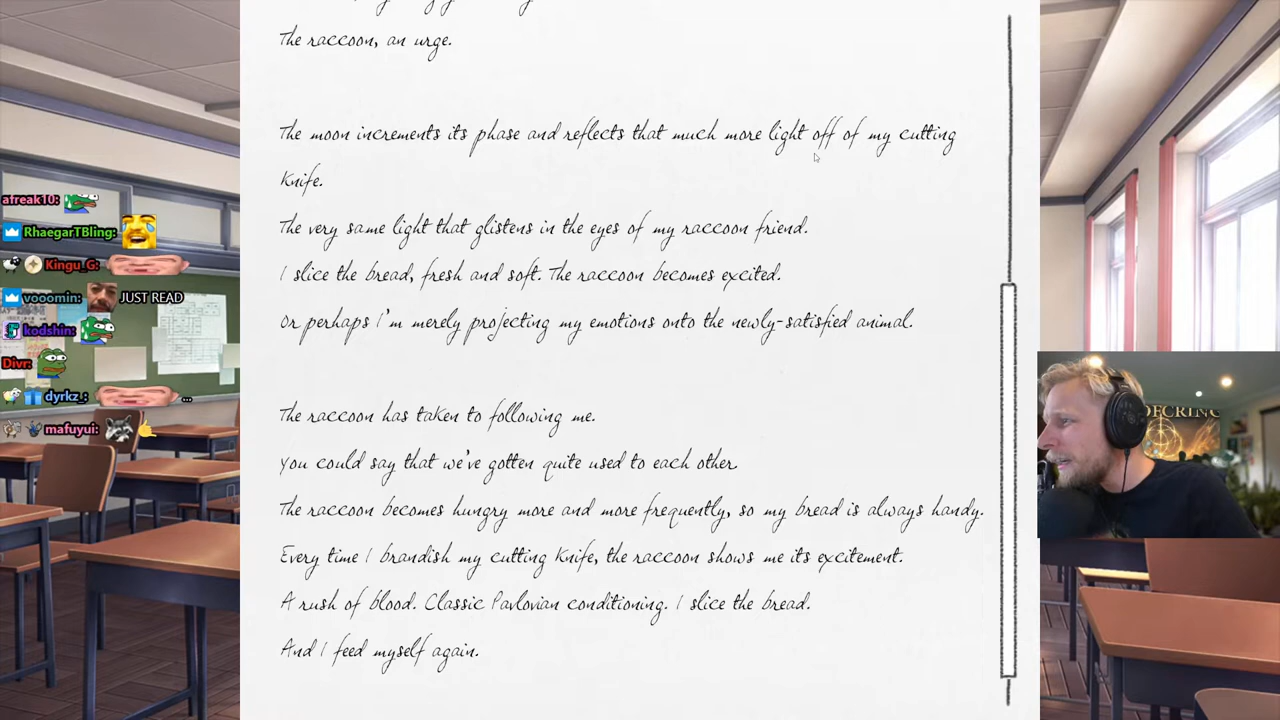 The raccoon, an urge.
The moon increments its phase and reflects that much more light off of my cutting
knife.
The very same light that glistens in the eyes of my raccoon friend.
I slice the bread, fresh and soft. The raccoon becomes excited.
Or perhaps I'm merely projecting my emotions onto the newly-satisfied animal.
The raccoon has taken to following me.
You could say that we've gotten quite used to each other.
The raccoon becomes hungry more and more frequently, so my bread is always handy.
Every time I brandish my cutting knife, the raccoon shows me its excitement.
A rush of blood. Classic Pavlovian conditioning. I slice the bread.
And I feed myself again.
afreak10:
RhaegarTBling:
Kingu_G:
vooomin: JUST READ
kodshin:
Divr:
dyrkz_: ...
mafuyui: